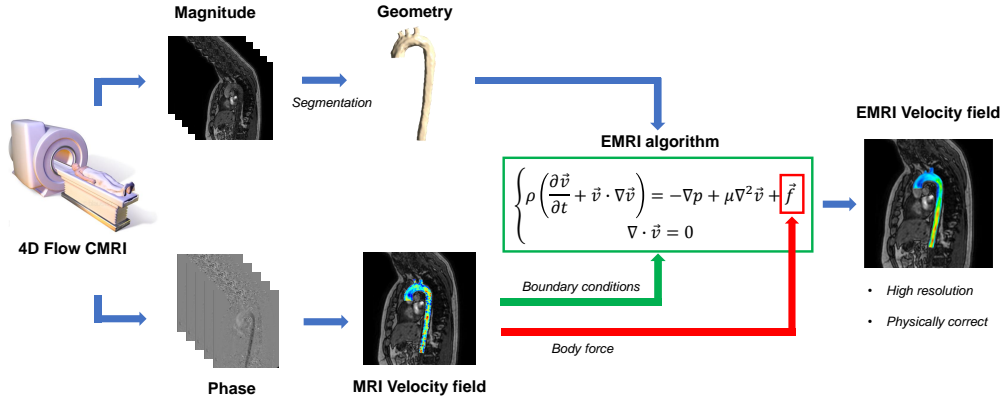 Magnitude
Geometry
Segmentation
4D Flow CMRI
EMRI algorithm
ρ(∂v⃗/∂t + v⃗ · ∇v⃗) = −∇p + μ∇²v⃗ + f⃗
∇ · v⃗ = 0
EMRI Velocity field
• High resolution
• Physically correct
Boundary conditions
Body force
Phase
MRI Velocity field